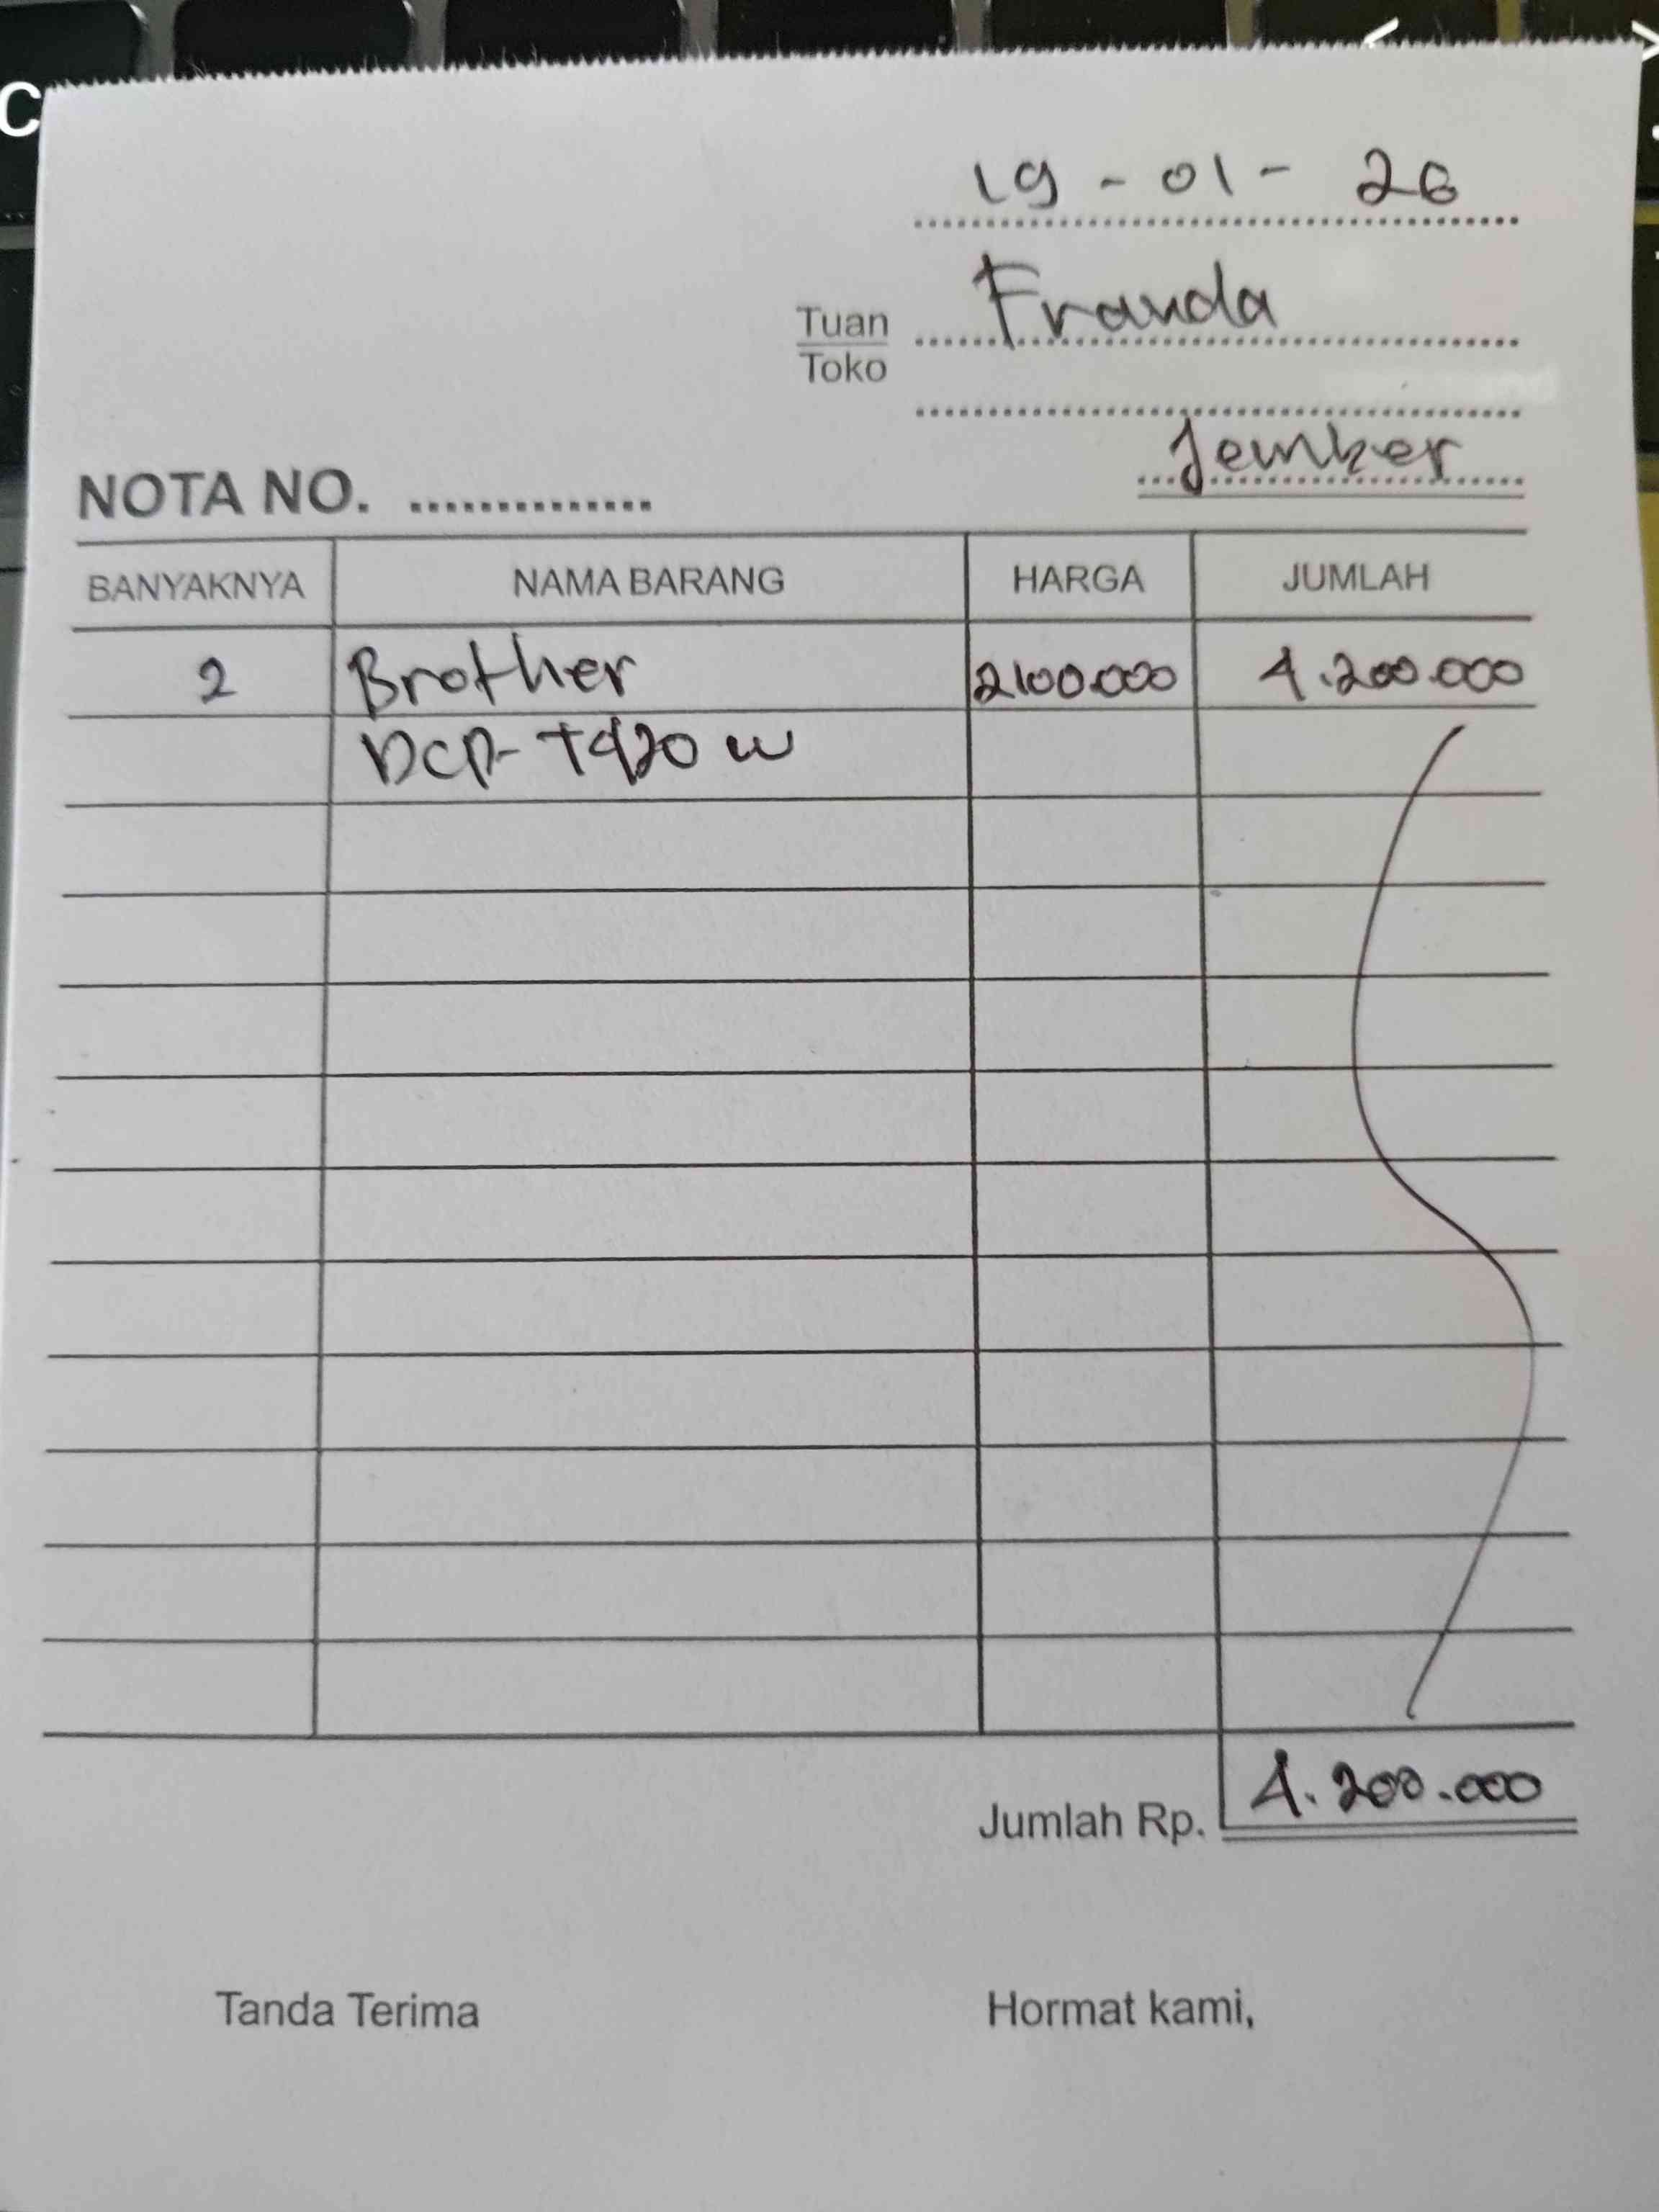 19 - 01 - 26
Tuan Franda
Toko
Jember
NOTA NO. ..............
BANYAKNYA NAMA BARANG HARGA JUMLAH
2 Brother 2100.000 4.200.000
DCP- T420 W
Jumlah Rp. 4.200.000
Tanda Terima Hormat kami,